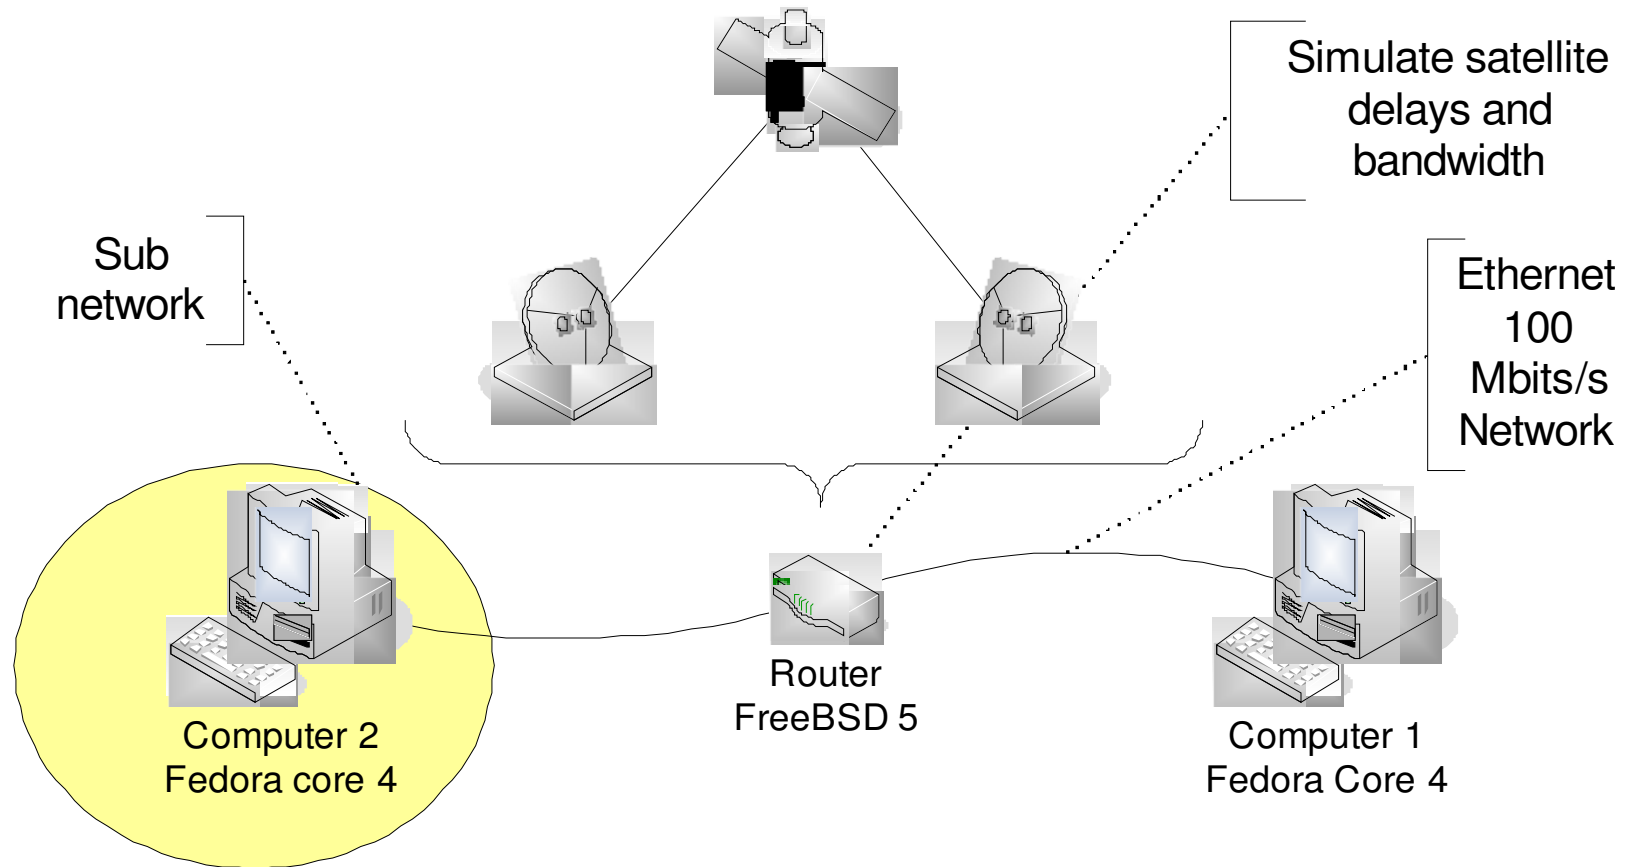 Simulate satellite
delays and
bandwidth
Sub
network
Ethernet
100
Mbits/s
Network
Router
FreeBSD 5
Computer 2
Fedora core 4
Computer 1
Fedora Core 4